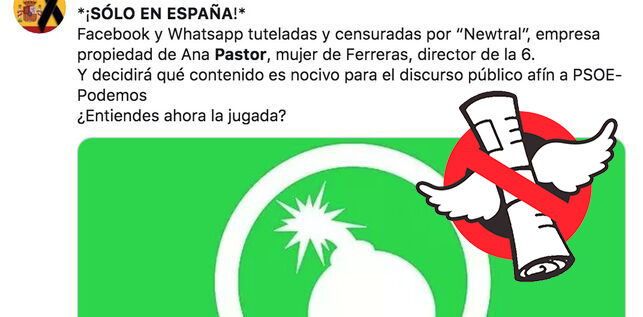 *¡SÓLO EN ESPAÑA!*
Facebook y Whatsapp tuteladas y censuradas por “Newtral”, empresa
propiedad de Ana Pastor, mujer de Ferreras, director de la 6.
Y decidirá qué contenido es nocivo para el discurso público afín a PSOE-
Podemos
¿Entiendes ahora la jugada?